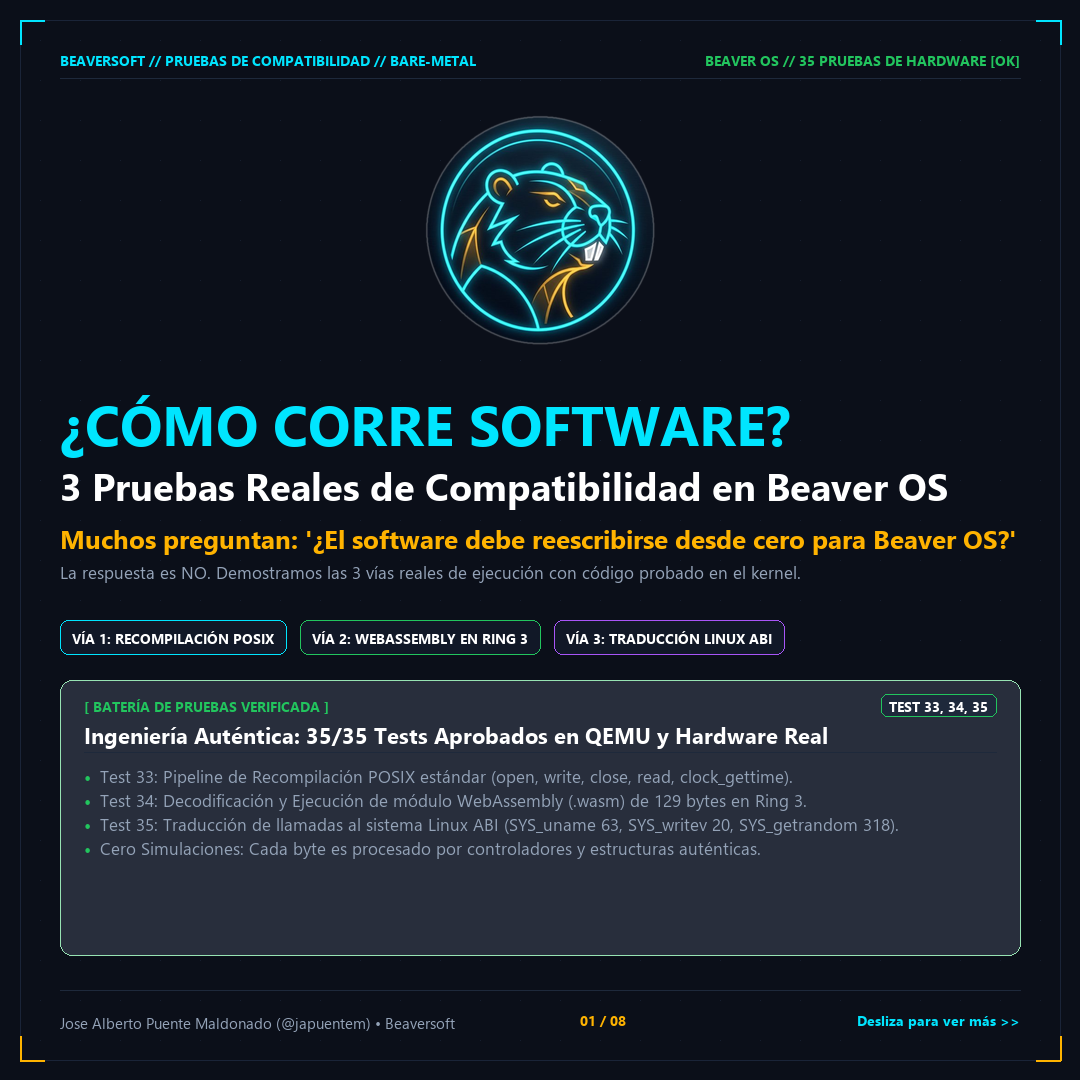 BEAVERSOFT // PRUEBAS DE COMPATIBILIDAD // BARE-METAL
BEAVER OS // 35 PRUEBAS DE HARDWARE [OK]
¿CÓMO CORRE SOFTWARE?
3 Pruebas Reales de Compatibilidad en Beaver OS
Muchos preguntan: '¿El software debe reescribirse desde cero para Beaver OS?'
La respuesta es NO. Demostramos las 3 vías reales de ejecución con código probado en el kernel.
VÍA 1: RECOMPILACIÓN POSIX
VÍA 2: WEBASSEMBLY EN RING 3
VÍA 3: TRADUCCIÓN LINUX ABI
[ BATERÍA DE PRUEBAS VERIFICADA ]
TEST 33, 34, 35
Ingeniería Auténtica: 35/35 Tests Aprobados en QEMU y Hardware Real
• Test 33: Pipeline de Recompilación POSIX estándar (open, write, close, read, clock_gettime).
• Test 34: Decodificación y Ejecución de módulo WebAssembly (.wasm) de 129 bytes en Ring 3.
• Test 35: Traducción de llamadas al sistema Linux ABI (SYS_uname 63, SYS_writev 20, SYS_getrandom 318).
• Cero Simulaciones: Cada byte es procesado por controladores y estructuras auténticas.
Jose Alberto Puente Maldonado (@japuentem) • Beaversoft
01 / 08
Desliza para ver más >>